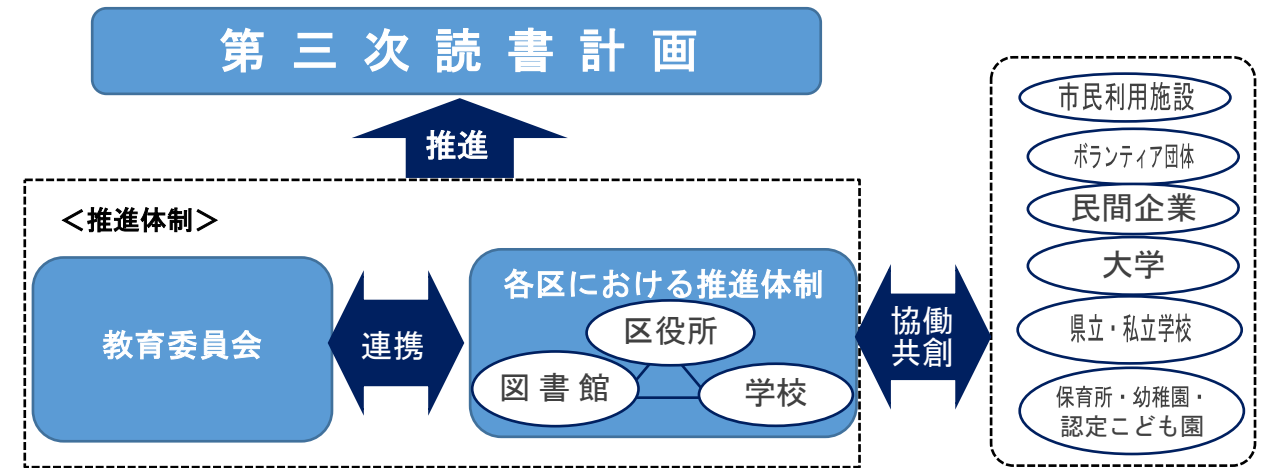 第三次読書計画
推進
<推進体制>
教育委員会
連携
各区における推進体制
区役所
図書館
学校
協働
共創
市民利用施設
ボランティア団体
民間企業
大学
県立・私立学校
保育所・幼稚園・
認定こども園